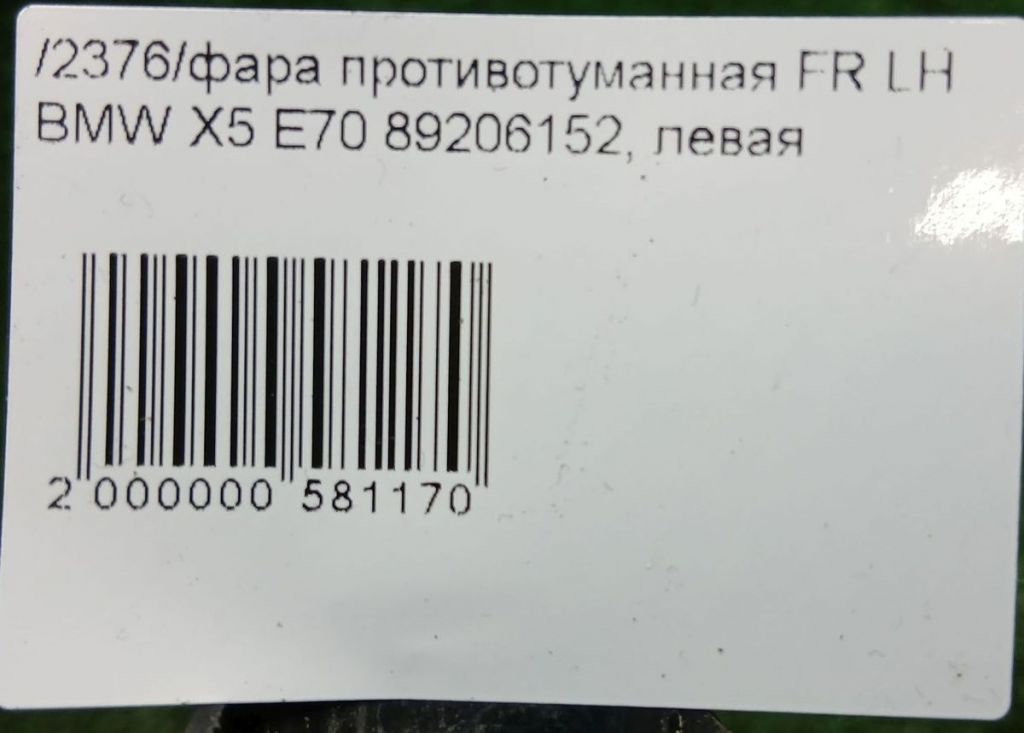 /2376/фара противотуманная FR LH
BMW X5 E70 89206152, левая
2 000000 581170